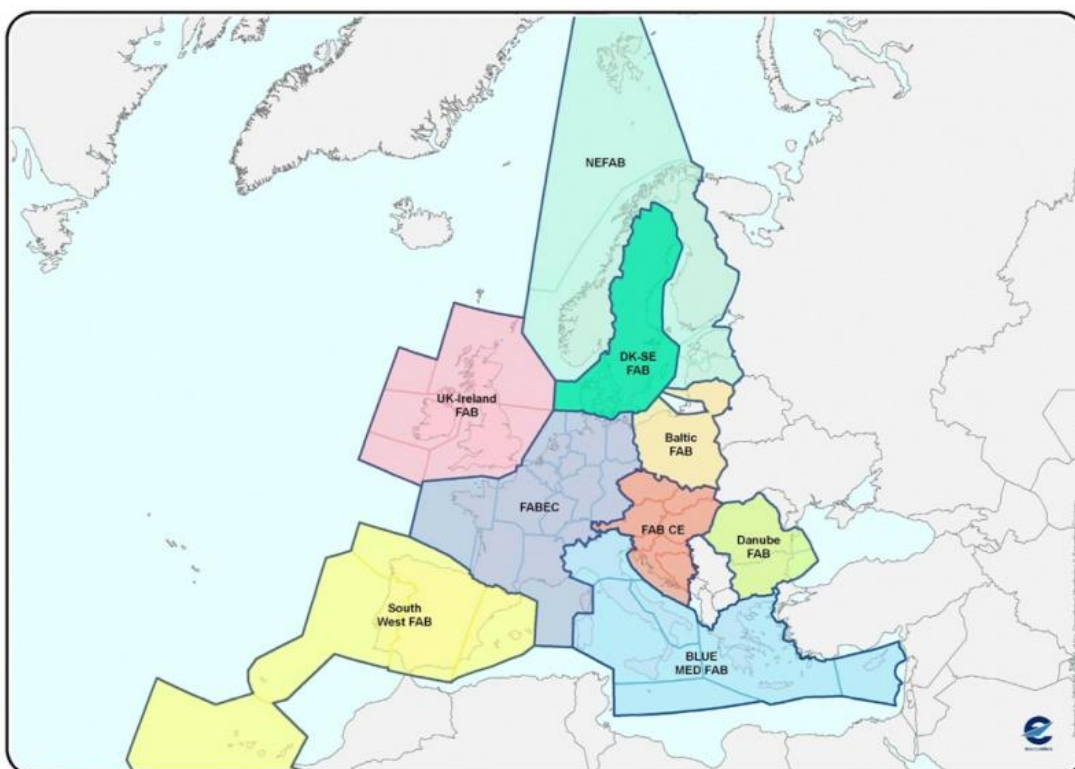 NEFAB
DK-SE
FAB
UK-Ireland
FAB
Baltic
FAB
FABEC
FAB CE
Danube
FAB
South
West FAB
BLUE
MED FAB